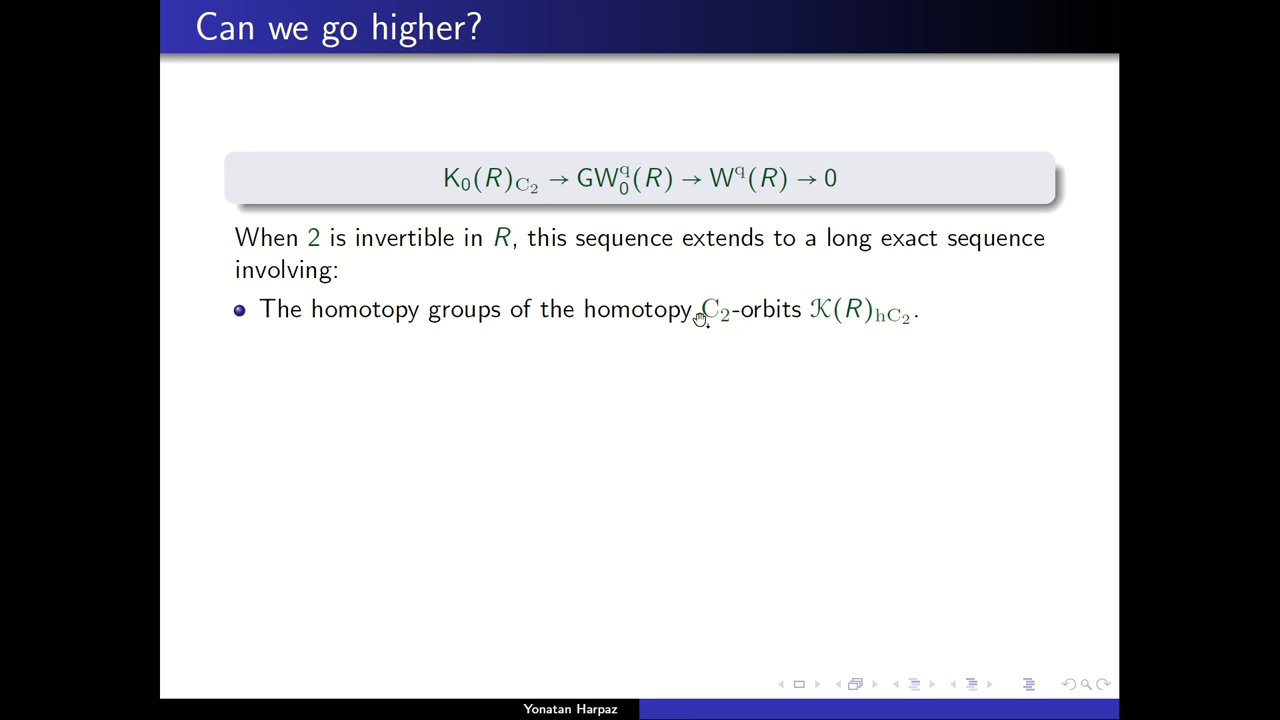 Can we go higher?
K₀(R)_{C₂} → GW₀^q(R) → W^q(R) → 0
When 2 is invertible in R, this sequence extends to a long exact sequence
involving:
The homotopy groups of the homotopy C₂-orbits 𝒦(R)_{hC₂}.
Yonatan Harpaz